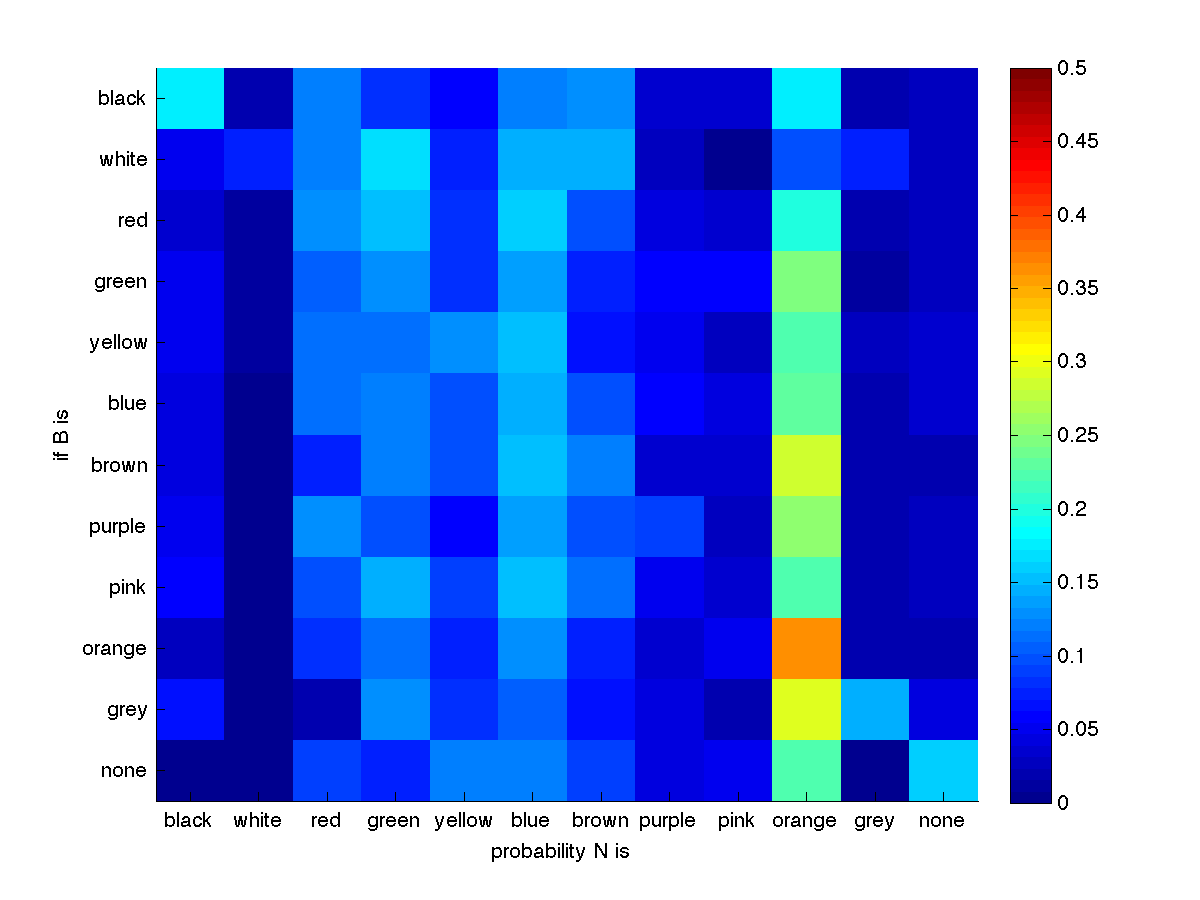 black
white
red
green
yellow
blue
brown
purple
pink
orange
grey
none
if B is
black white red green yellow blue brown purple pink orange grey none
probability N is
0.5
0.45
0.4
0.35
0.3
0.25
0.2
0.15
0.1
0.05
0